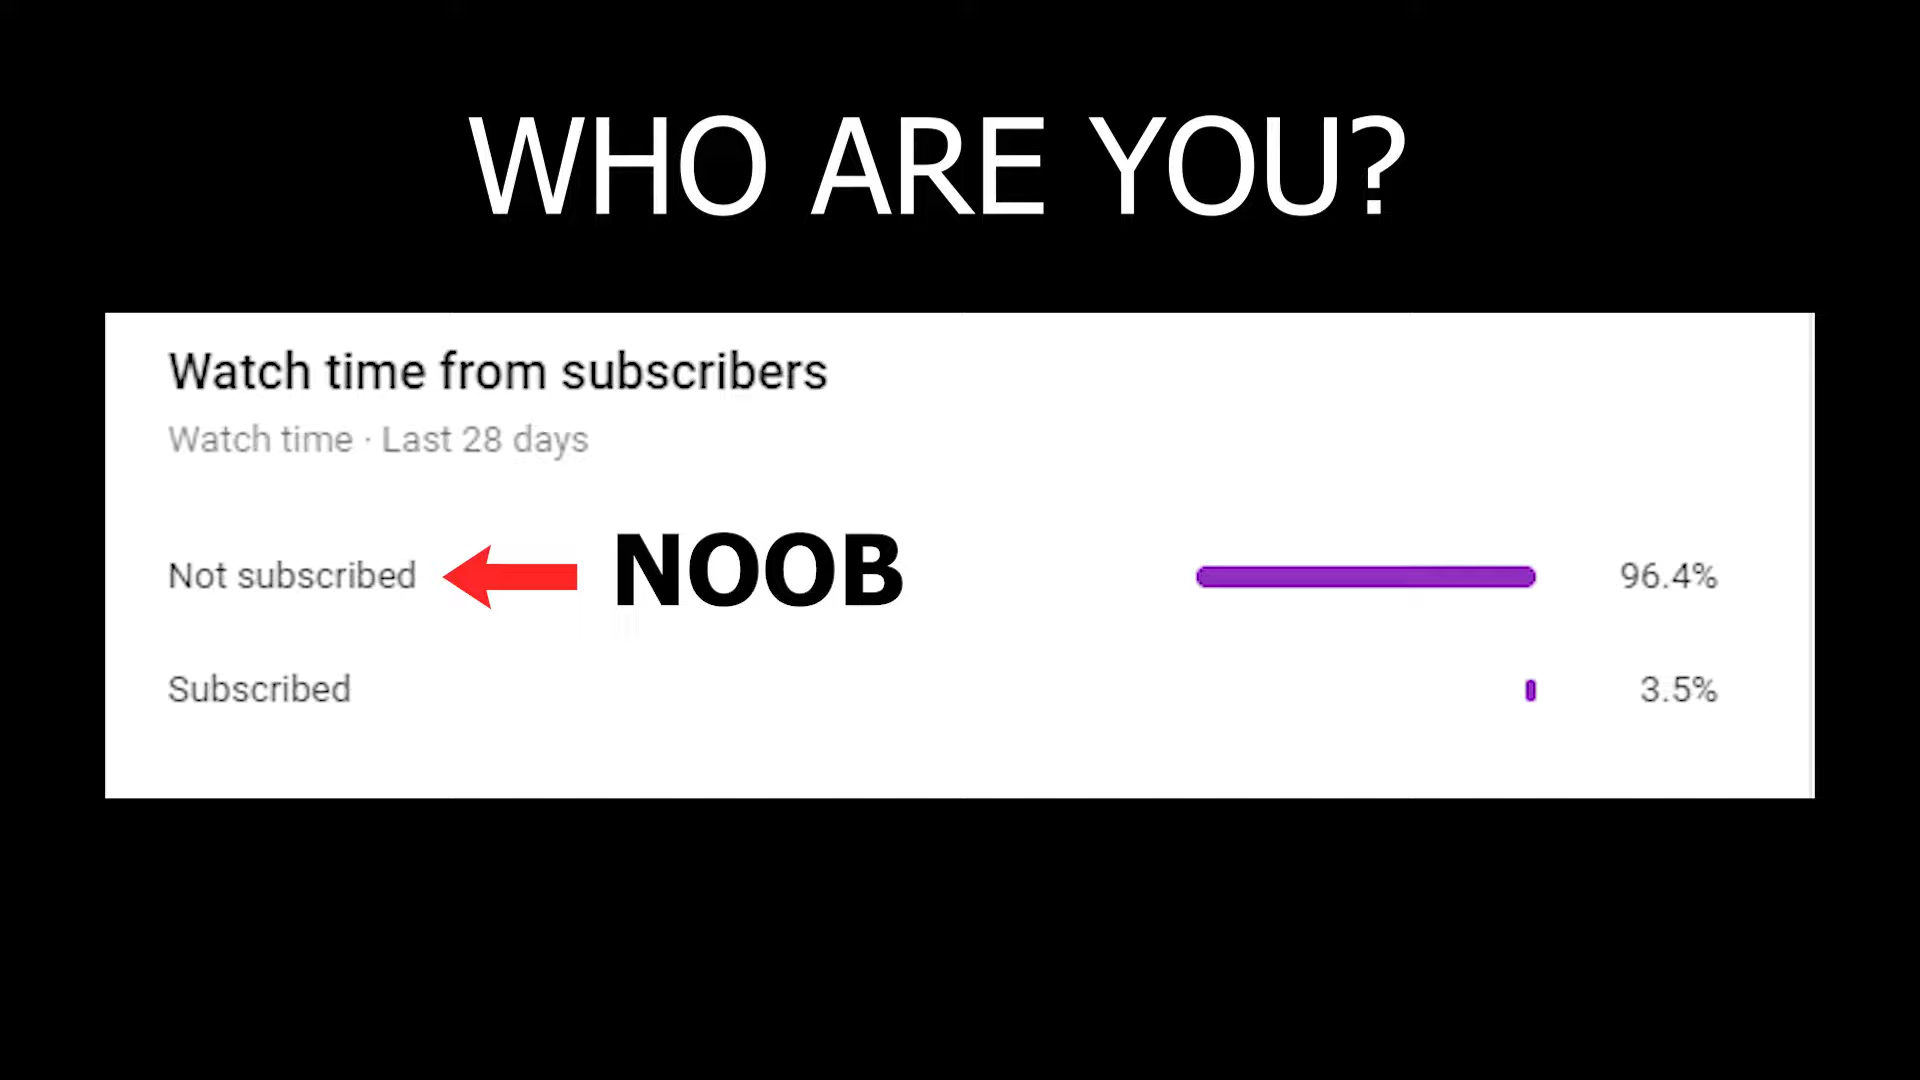 WHO ARE YOU?
Watch time from subscribers
Watch time · Last 28 days
Not subscribed NOOB 96.4%
Subscribed 3.5%